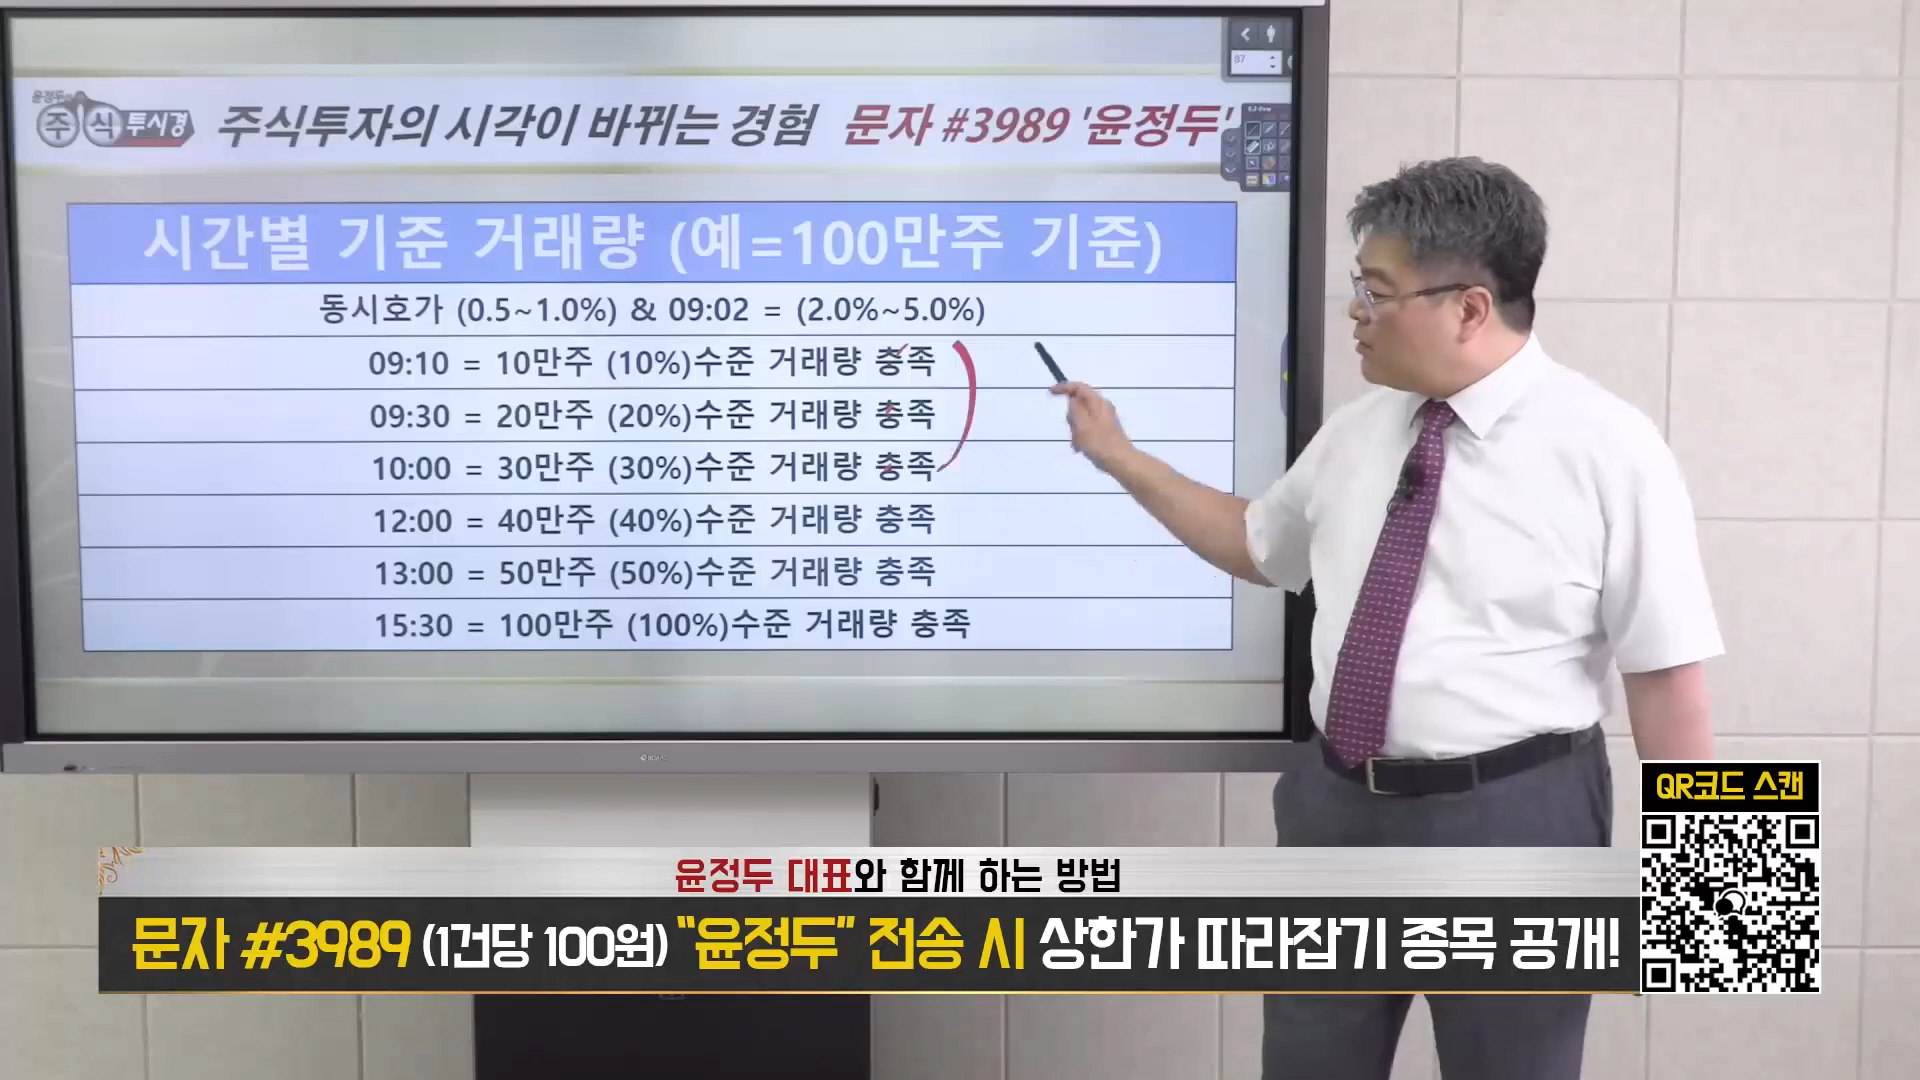 윤정두의
주식투시경
주식투자의 시각이 바뀌는 경험 문자 #3989 '윤정두'
87
시간별 기준 거래량 (예=100만주 기준)
동시호가 (0.5~1.0%) & 09:02 = (2.0%~5.0%)
09:10 = 10만주 (10%)수준 거래량 충족
09:30 = 20만주 (20%)수준 거래량 충족
10:00 = 30만주 (30%)수준 거래량 충족
12:00 = 40만주 (40%)수준 거래량 충족
13:00 = 50만주 (50%)수준 거래량 충족
15:30 = 100만주 (100%)수준 거래량 충족
QR코드 스캔
윤정두 대표와 함께 하는 방법
문자 #3989 (1건당 100원) "윤정두" 전송 시 상한가 따라잡기 종목 공개!